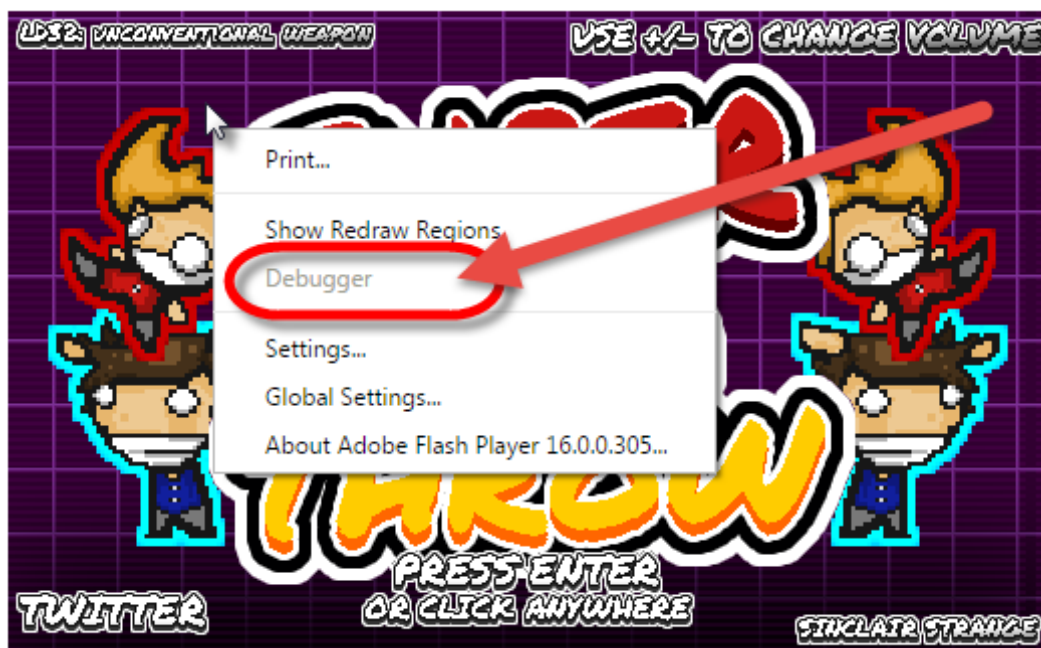 LD32: UNCONVENTIONAL WEAPON
USE +/- TO CHANGE VOLUME
Print...
Show Redraw Regions
Debugger
Settings...
Global Settings...
About Adobe Flash Player 16.0.0.305...
THROW
PRESS ENTER
OR CLICK ANYWHERE
TWITTER
SINCLAIR STRANGE